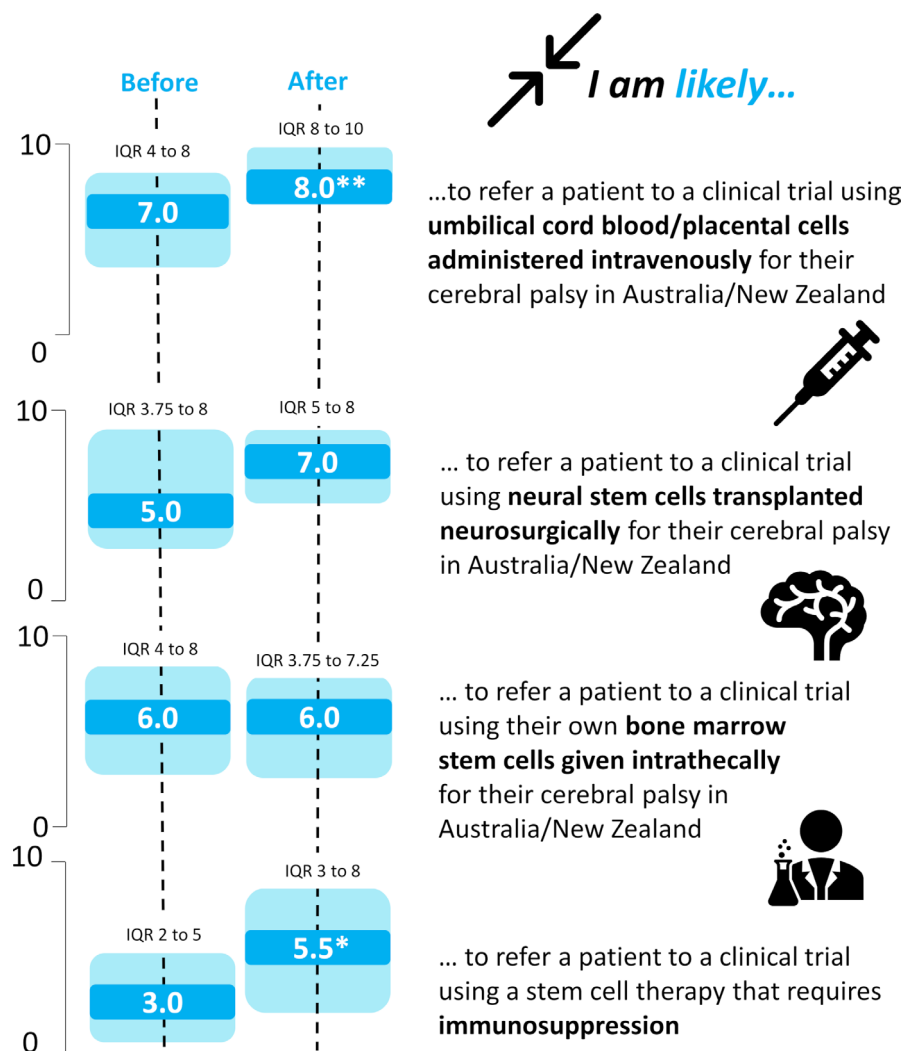 Before
After
I am likely...
10
IQR 4 to 8
IQR 8 to 10
7.0
8.0**
...to refer a patient to a clinical trial using
umbilical cord blood/placental cells
administered intravenously for their
cerebral palsy in Australia/New Zealand
0
10
IQR 3.75 to 8
IQR 5 to 8
5.0
7.0
... to refer a patient to a clinical trial
using neural stem cells transplanted
neurosurgically for their cerebral palsy
in Australia/New Zealand
0
10
IQR 4 to 8
IQR 3.75 to 7.25
6.0
6.0
... to refer a patient to a clinical trial
using their own bone marrow
stem cells given intrathecally
for their cerebral palsy in
Australia/New Zealand
0
10
IQR 2 to 5
IQR 3 to 8
3.0
5.5*
... to refer a patient to a clinical trial
using a stem cell therapy that requires
immunosuppression
0